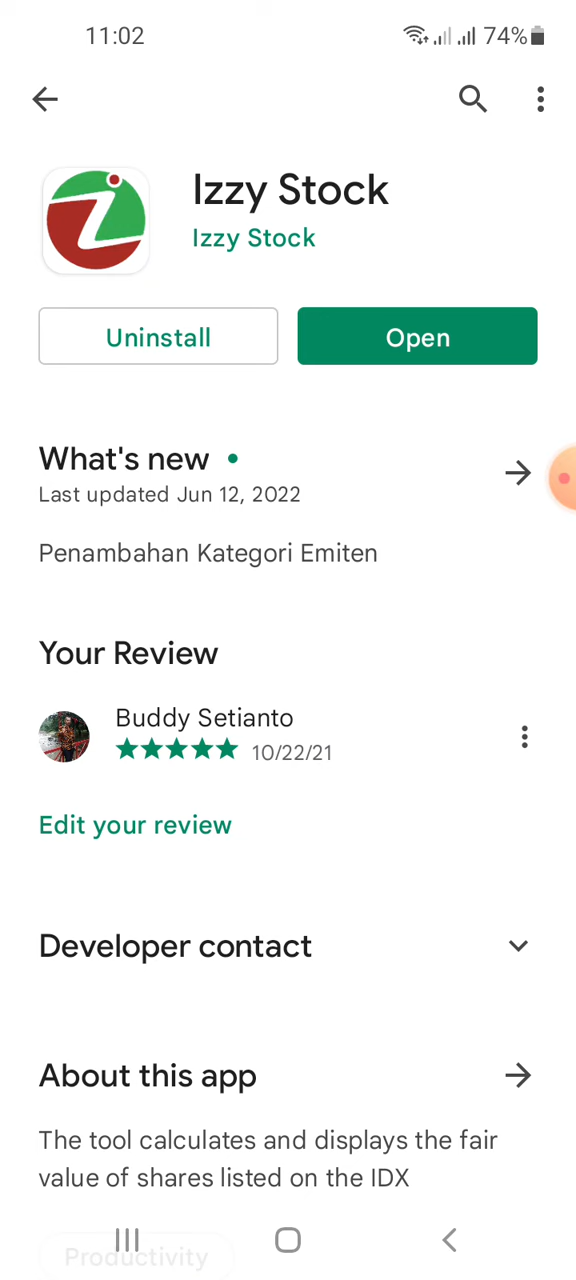 11:02
74%
Izzy Stock
Izzy Stock
Uninstall
Open
What's new
Last updated Jun 12, 2022
Penambahan Kategori Emiten
Your Review
Buddy Setianto
10/22/21
Edit your review
Developer contact
About this app
The tool calculates and displays the fair
value of shares listed on the IDX
Productivity